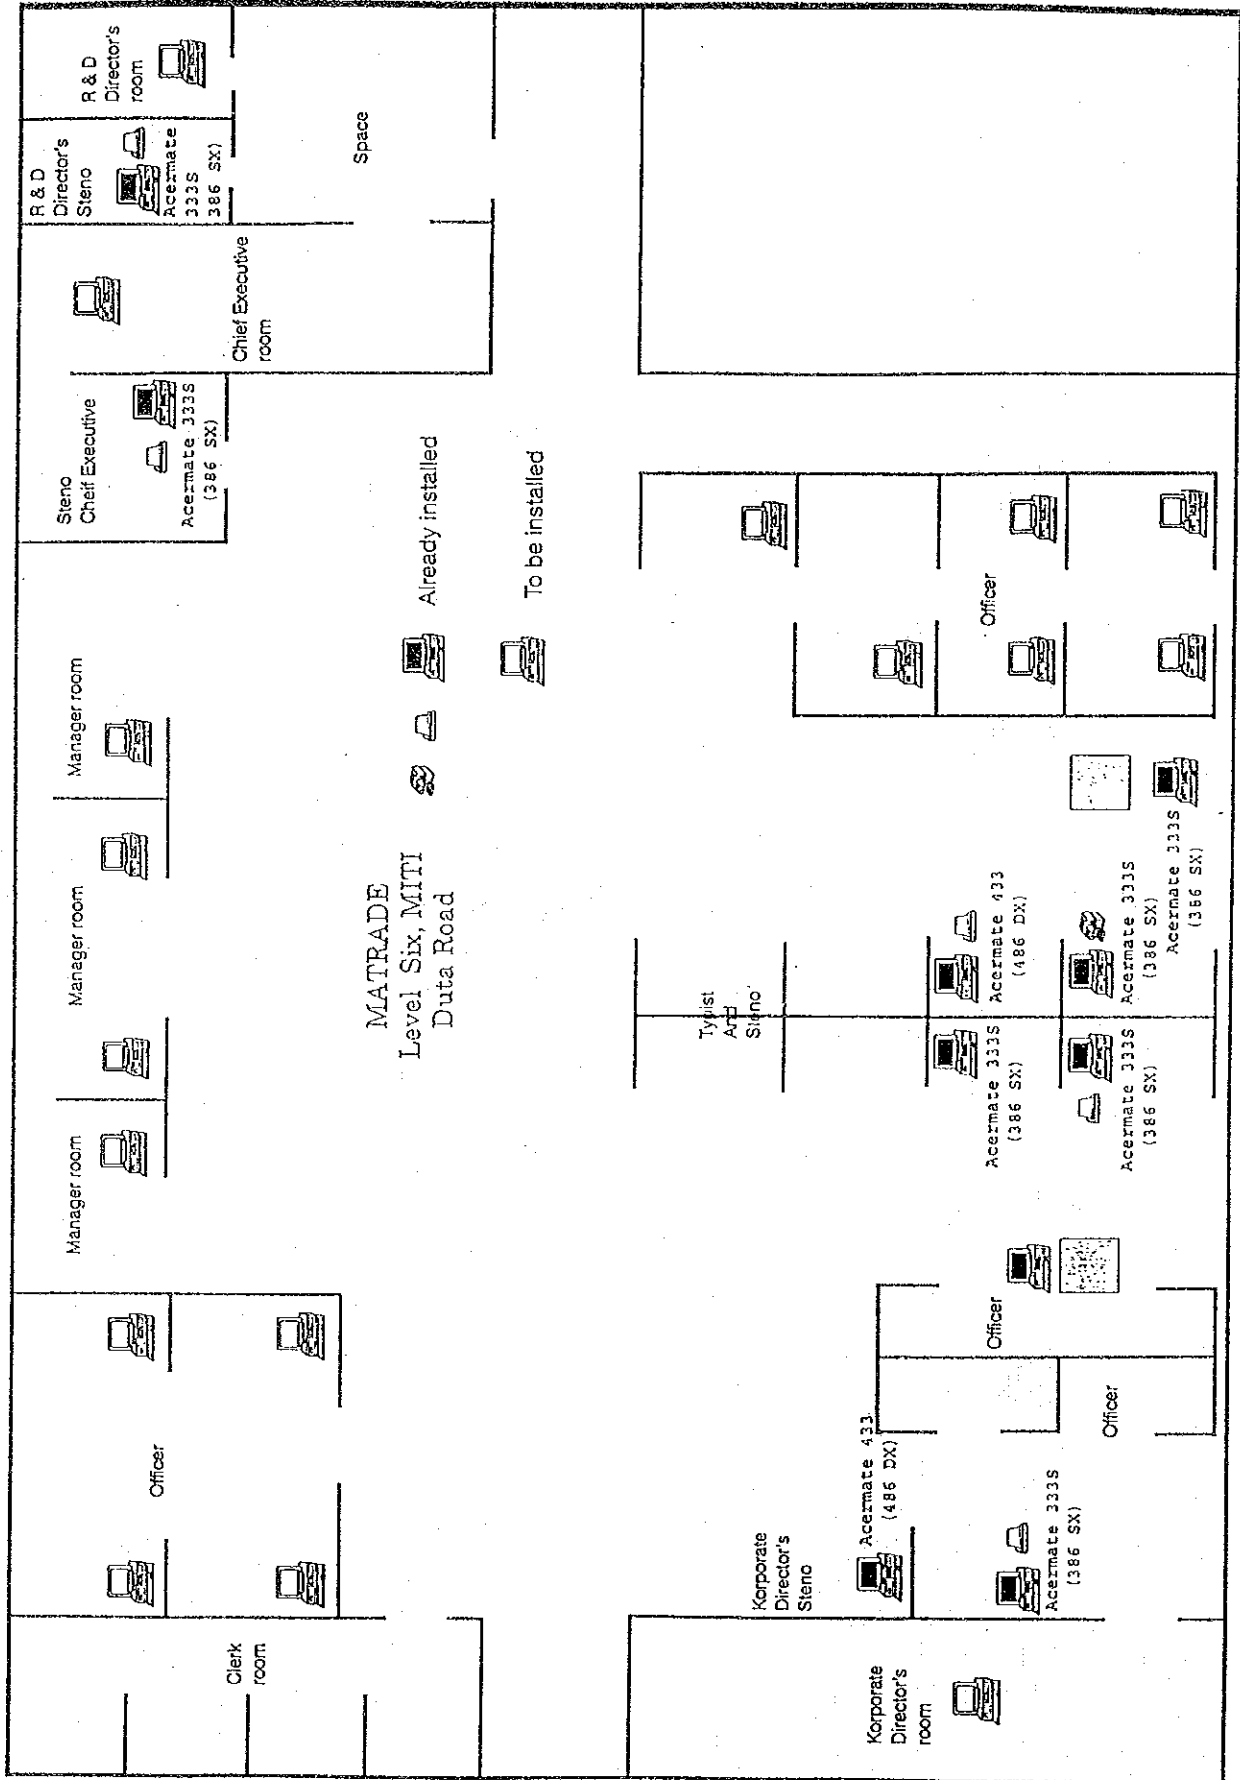 MATRADE
Level Six, MITI
Duta Road
Already installed
To be installed
Clerk
room
Officer
Manager room
Manager room
Manager room
Steno
Cheif Executive
Acermate 333S
(386 SX)
Chief Executive
room
R & D
Director's
Steno
Acermate
333S
386 SX)
R & D
Director's
room
Space
Korporate
Director's
room
Korporate
Director's
Steno
Acermate 433
(486 DX)
Acermate 333S
(386 SX)
Officer
Officer
Typist
And
Steno
Acermate 333S
(386 SX)
Acermate 433
(486 DX)
Acermate 333S
(386 SX)
Acermate 333S
(386 SX)
Acermate 333S
(386 SX)
Officer